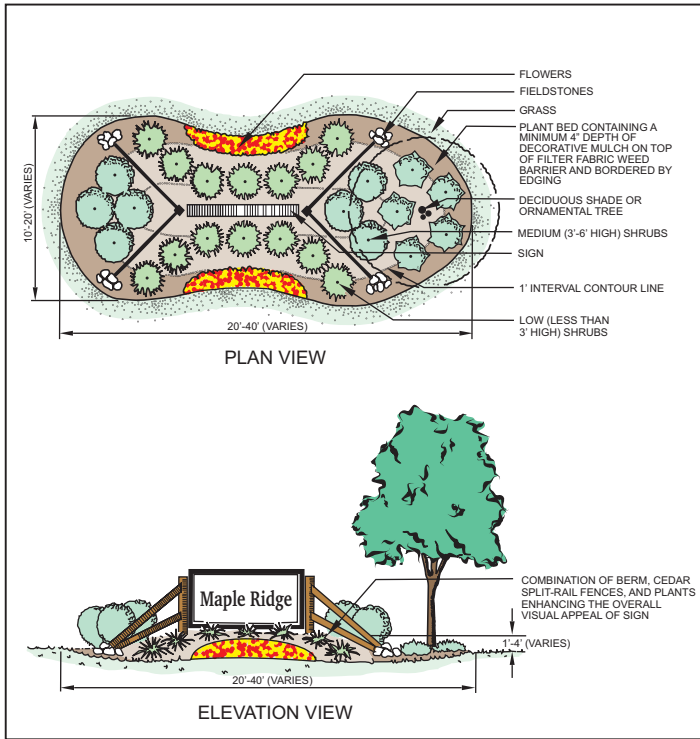 FLOWERS
FIELDSTONES
GRASS
PLANT BED CONTAINING A
MINIMUM 4" DEPTH OF
DECORATIVE MULCH ON TOP
OF FILTER FABRIC WEED
BARRIER AND BORDERED BY
EDGING
DECIDUOUS SHADE OR
ORNAMENTAL TREE
MEDIUM (3'-6' HIGH) SHRUBS
SIGN
1' INTERVAL CONTOUR LINE
LOW (LESS THAN
3' HIGH) SHRUBS
10'-20' (VARIES)
20'-40' (VARIES)
PLAN VIEW
Maple Ridge
COMBINATION OF BERM, CEDAR
SPLIT-RAIL FENCES, AND PLANTS
ENHANCING THE OVERALL
VISUAL APPEAL OF SIGN
1'-4' (VARIES)
20'-40' (VARIES)
ELEVATION VIEW